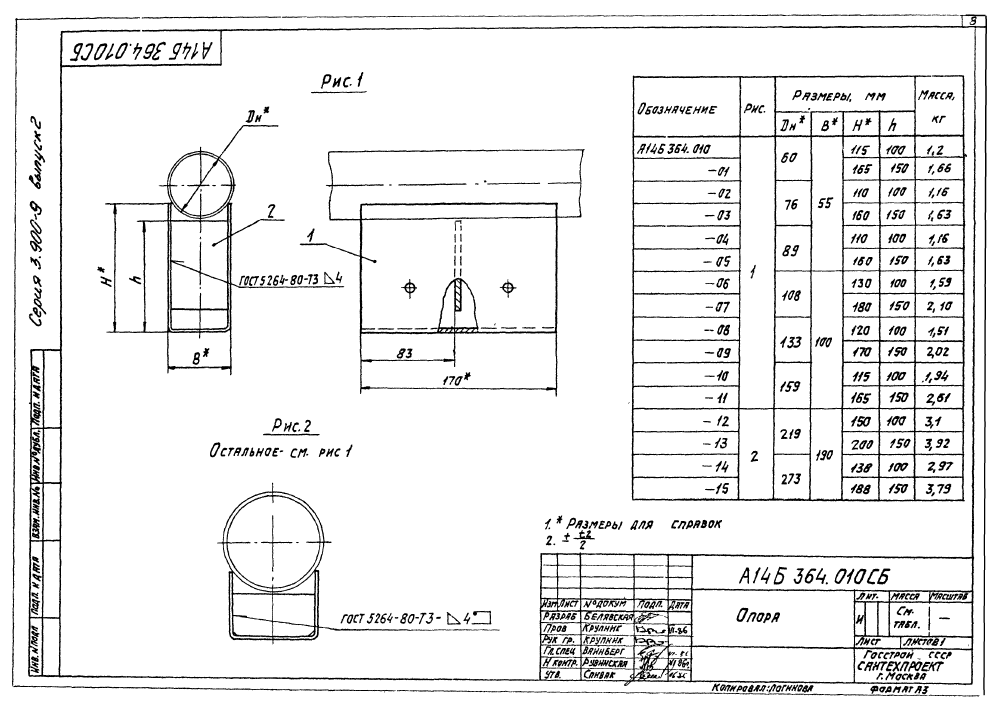 8
А14Б 364.010СБ
Серия 3.900-9 выпуск 2
Рис.1
Dн*
2
1
H*
h
ГОСТ 5264-80-Т3 ◺4
B*
83
170*
Рис.2
Остальное - см. рис 1
ГОСТ 5264-80-Т3-◺4
Обозначение Рис. Размеры, мм Масса, кг
Dн* B* H* h
А14Б 364.010 1 60 55 115 100 1,2
-01 165 150 1,66
-02 76 110 100 1,16
-03 160 150 1,63
-04 89 110 100 1,16
-05 160 150 1,63
-06 108 100 130 100 1,59
-07 180 150 2,10
-08 133 120 100 1,51
-09 170 150 2,02
-10 159 115 100 1,94
-11 165 150 2,61
-12 2 219 190 150 100 3,1
-13 200 150 3,92
-14 273 138 100 2,97
-15 188 150 3,79
1. * Размеры для справок
2. ± t2/2
А14Б 364.010СБ
Изм Лист № докум Подп. Дата
Разраб Белявская
Пров Крупник
Рук гр. Крупник
Гл. спец Вайнберг
Н контр. Рувинская
Утв. Спивак
Опора
Лит. Масса Масштаб
И См. табл. —
Лист Листов 1
Госстрой СССР
САНТЕХПРОЕКТ
г. Москва
Копировал: Логинова Формат А3
Инв. № подл Подп. и дата Взам. инв. № Инв. № дубл. Подп. и дата